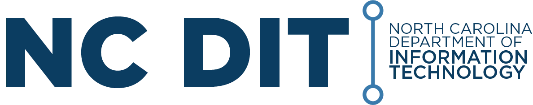 NC DIT
NORTH CAROLINA
DEPARTMENT OF
INFORMATION
TECHNOLOGY